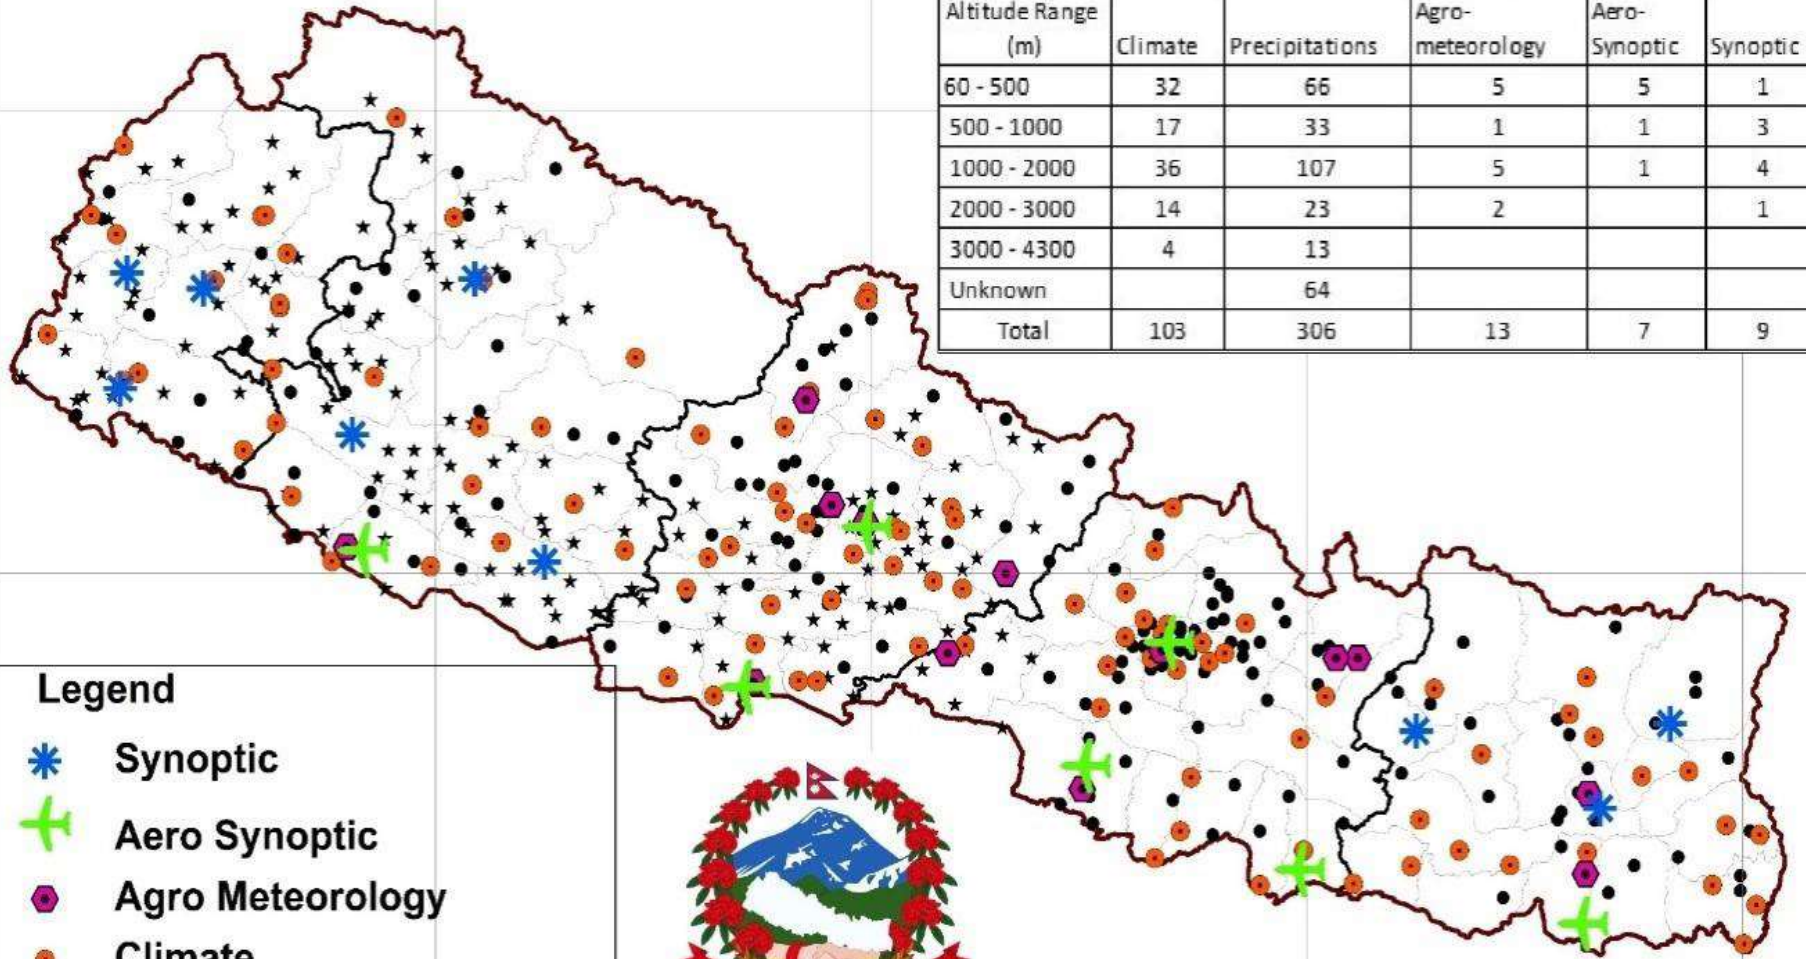 Altitude Range (m) Climate Precipitations Agro-meteorology Aero-Synoptic Synoptic
60 - 500 32 66 5 5 1
500 - 1000 17 33 1 1 3
1000 - 2000 36 107 5 1 4
2000 - 3000 14 23 2 1
3000 - 4300 4 13
Unknown 64
Total 103 306 13 7 9
Legend
Synoptic
Aero Synoptic
Agro Meteorology
Climate